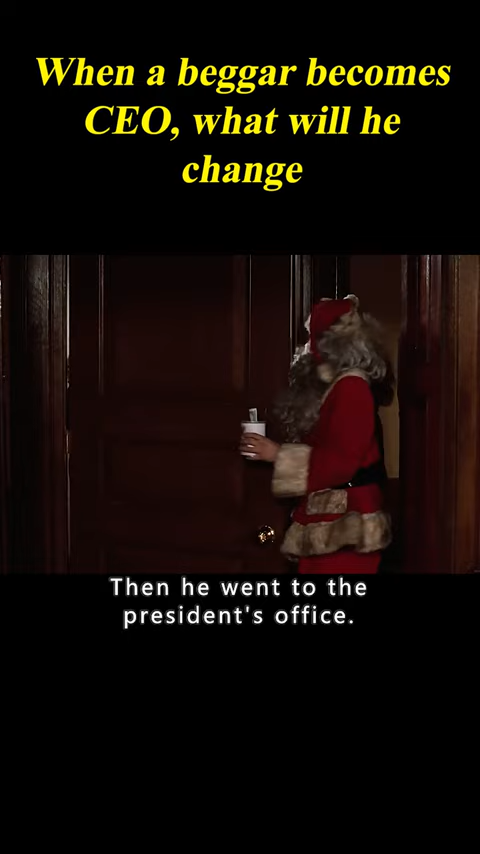 When a beggar becomes
CEO, what will he
change
Then he went to the
president's office.